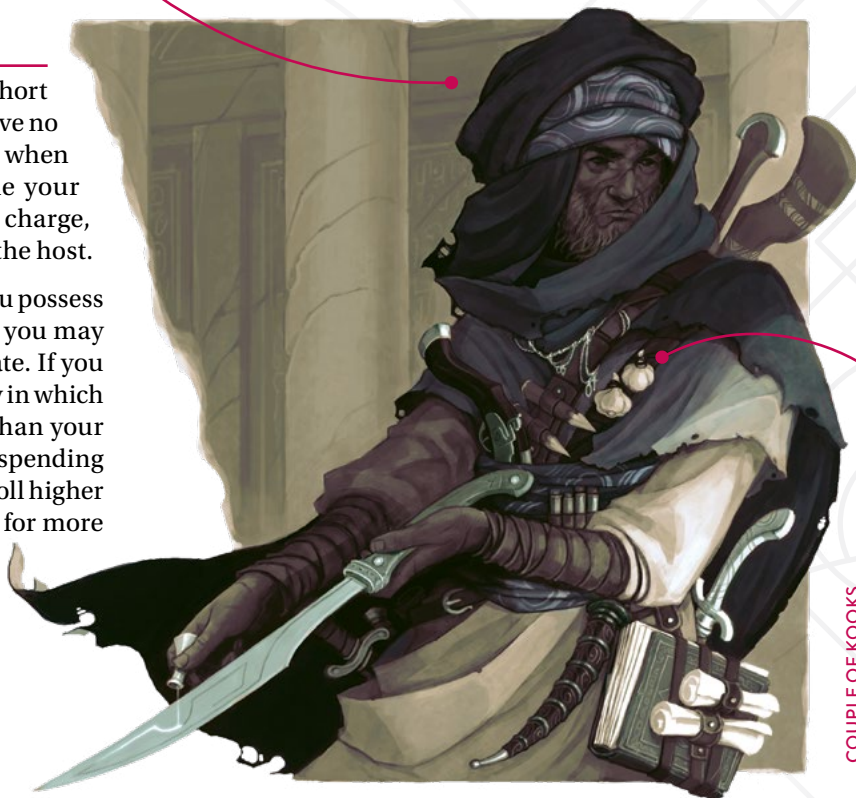 hort
ve no
when
e your
charge,
the host.
u possess
you may
ate. If you
y in which
than your
spending
oll higher
for more
COUPLE OF KOOKS